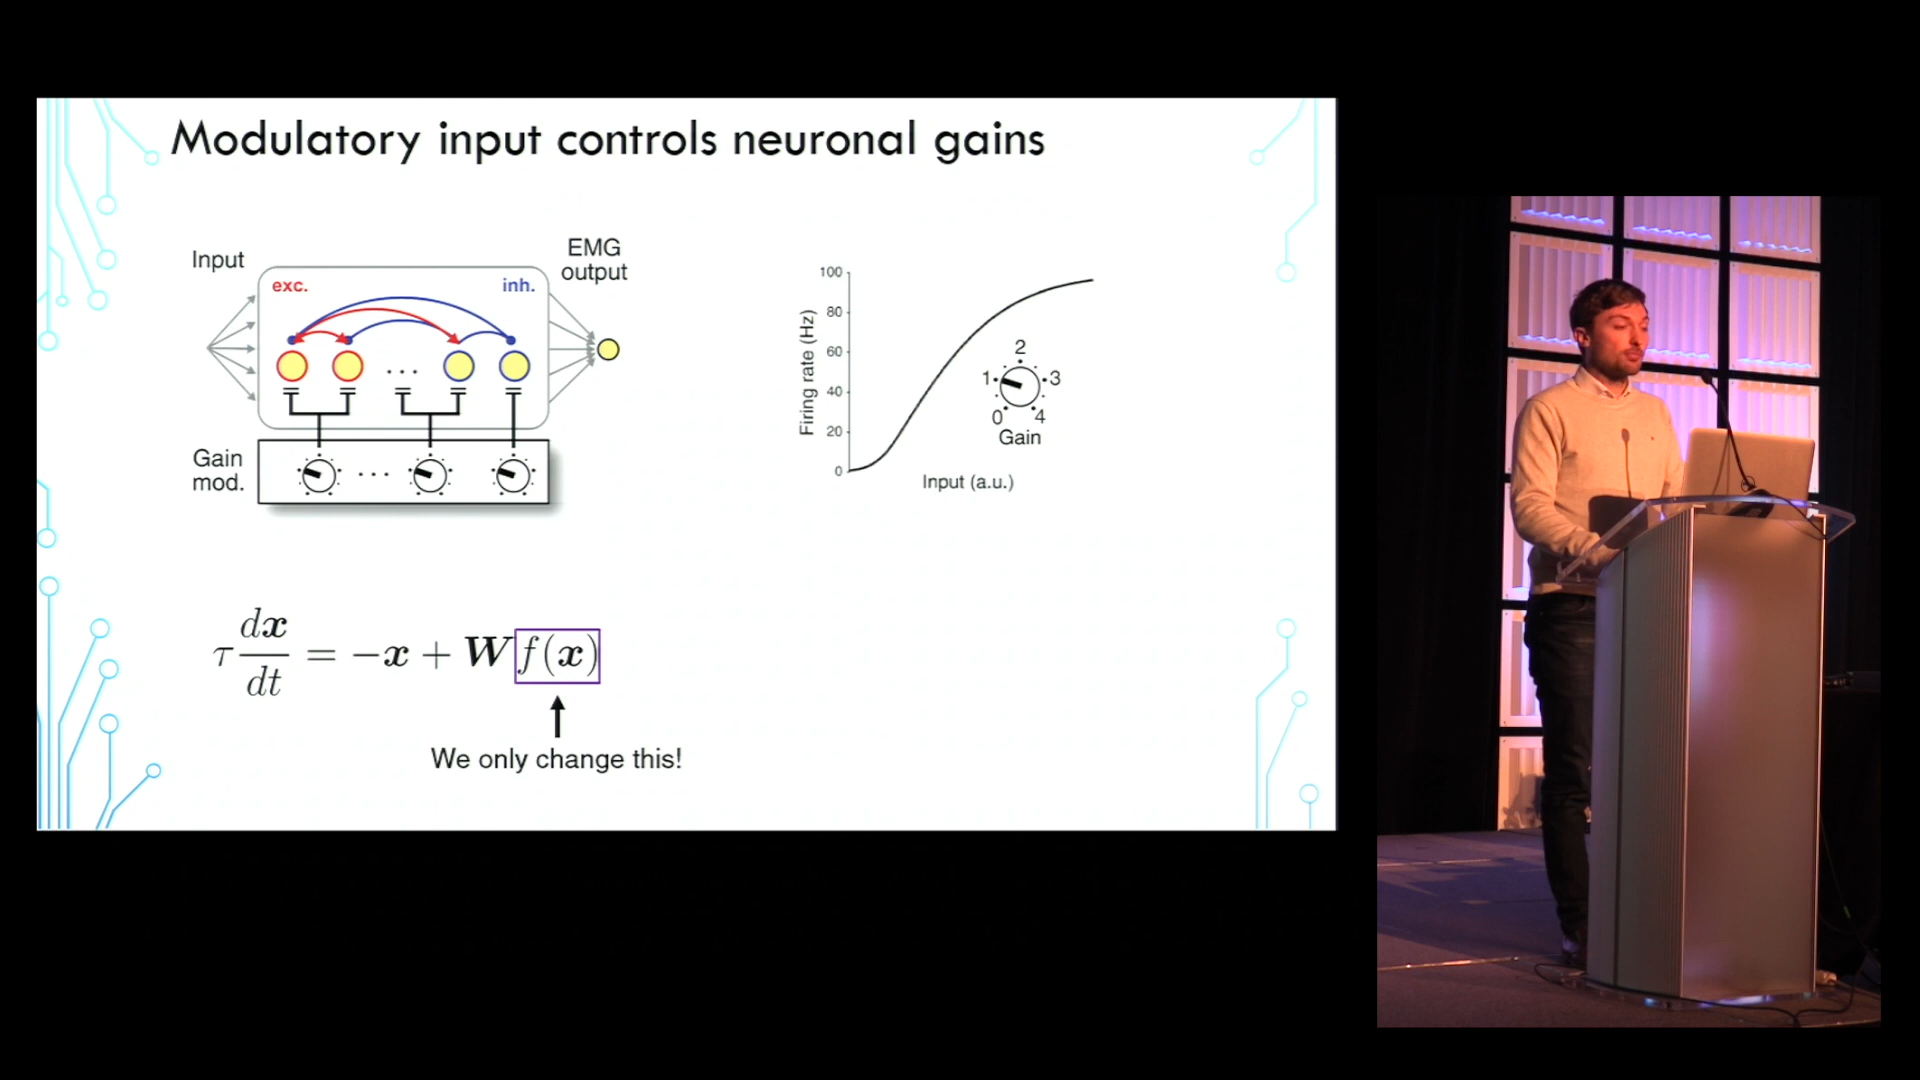 Modulatory input controls neuronal gains
Input
EMG
output
exc.
inh.
. . .
Gain
mod.
. . .
100
80
60
40
20
0
Firing rate (Hz)
Input (a.u.)
2
1
3
0
4
Gain
τ dx/dt = −x + W f(x)
We only change this!